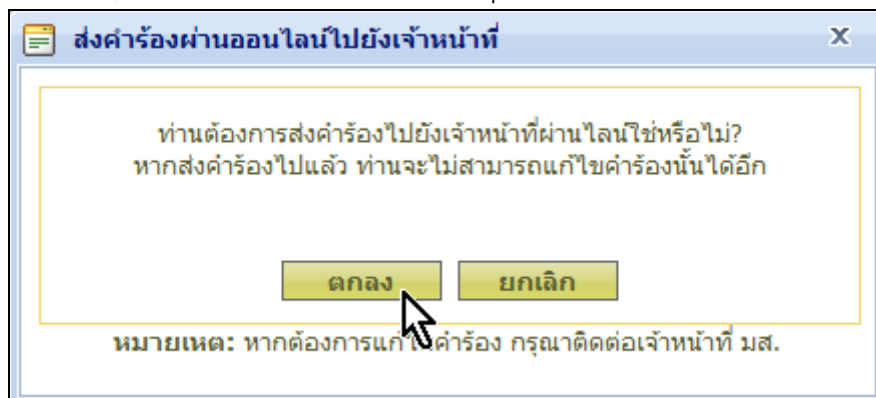 ส่งคำร้องผ่านออนไลน์ไปยังเจ้าหน้าที่
ท่านต้องการส่งคำร้องไปยังเจ้าหน้าที่ผ่านไลน์ใช่หรือไม่?
หากส่งคำร้องไปแล้ว ท่านจะไม่สามารถแก้ไขคำร้องนั้นได้อีก
ตกลง ยกเลิก
หมายเหตุ: หากต้องการแก้ไขคำร้อง กรุณาติดต่อเจ้าหน้าที่ มส.